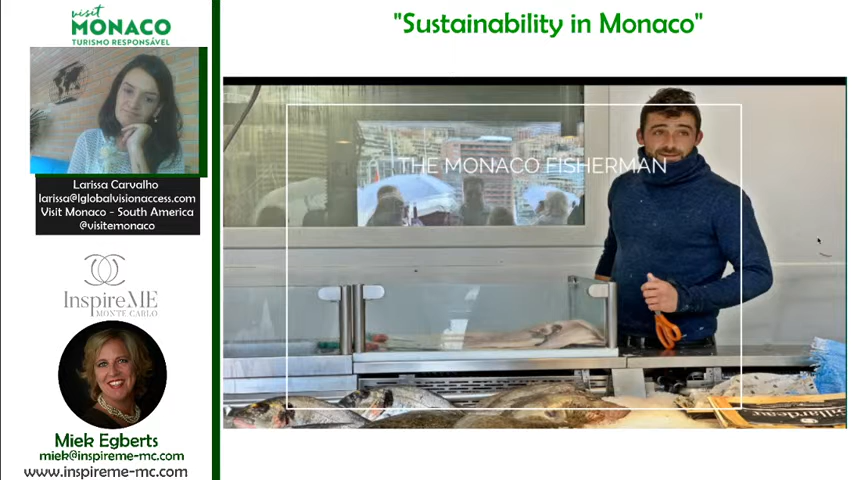 visit
MONACO
TURISMO RESPONSÁVEL
Larissa Carvalho
larissa@lglobalvisionaccess.com
Visit Monaco - South America
@visitemonaco
InspireME
MONTE CARLO
Miek Egberts
miek@inspireme-mc.com
www.inspireme-mc.com
"Sustainability in Monaco"
THE MONACO FISHERMAN